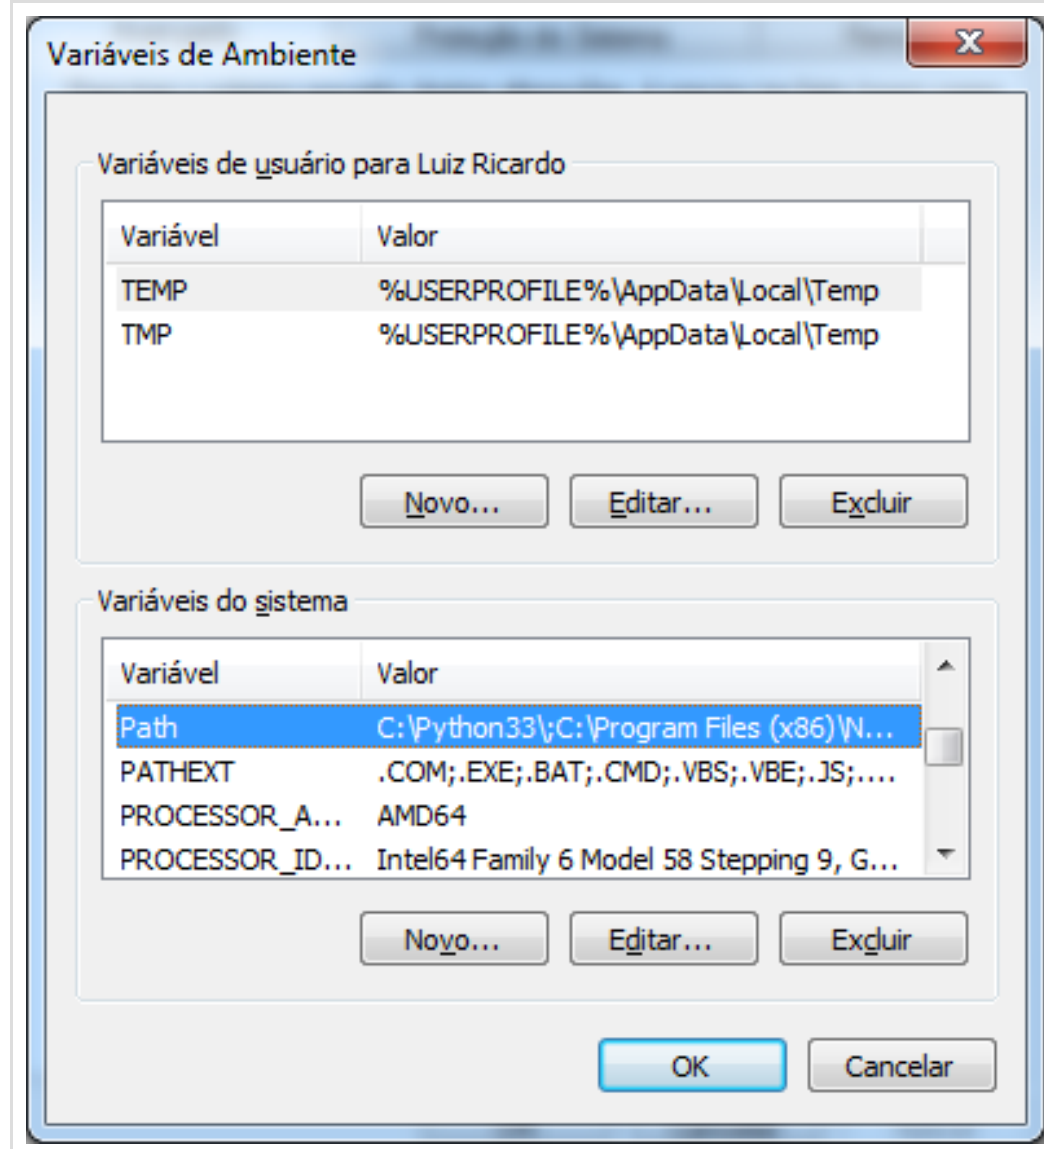 Variáveis de Ambiente
Variáveis de usuário para Luiz Ricardo
Variável Valor
TEMP %USERPROFILE%\AppData\Local\Temp
TMP %USERPROFILE%\AppData\Local\Temp
Novo... Editar... Excluir
Variáveis do sistema
Variável Valor
Path C:\Python33\;C:\Program Files (x86)\N...
PATHEXT .COM;.EXE;.BAT;.CMD;.VBS;.VBE;.JS;....
PROCESSOR_A... AMD64
PROCESSOR_ID... Intel64 Family 6 Model 58 Stepping 9, G...
Novo... Editar... Excluir
OK Cancelar